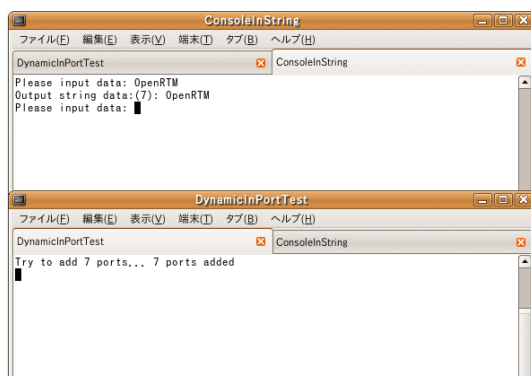 ConsoleInString
ファイル(F) 編集(E) 表示(V) 端末(T) タブ(B) ヘルプ(H)
DynamicInPortTest ConsoleInString
Please input data: OpenRTM
Output string data:(7): OpenRTM
Please input data:
DynamicInPortTest
ファイル(F) 編集(E) 表示(V) 端末(T) タブ(B) ヘルプ(H)
DynamicInPortTest ConsoleInString
Try to add 7 ports... 7 ports added